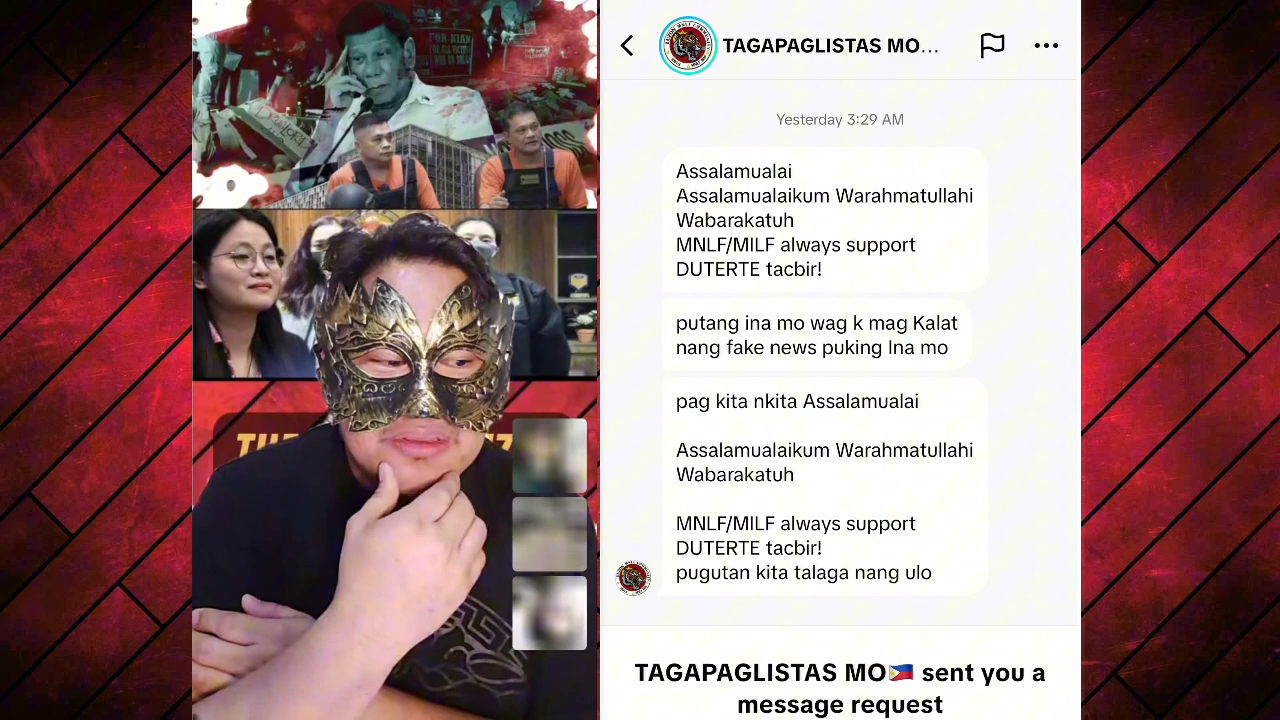 FOR KIAN
TAGAPAGLISTAS MO...
Yesterday 3:29 AM
Assalamualai
Assalamualaikum Warahmatullahi
Wabarakatuh
MNLF/MILF always support
DUTERTE tacbir!
putang ina mo wag k mag Kalat
nang fake news puking Ina mo
pag kita nkita Assalamualai
Assalamualaikum Warahmatullahi
Wabarakatuh
MNLF/MILF always support
DUTERTE tacbir!
pugutan kita talaga nang ulo
TAGAPAGLISTAS MO🇵🇭 sent you a
message request